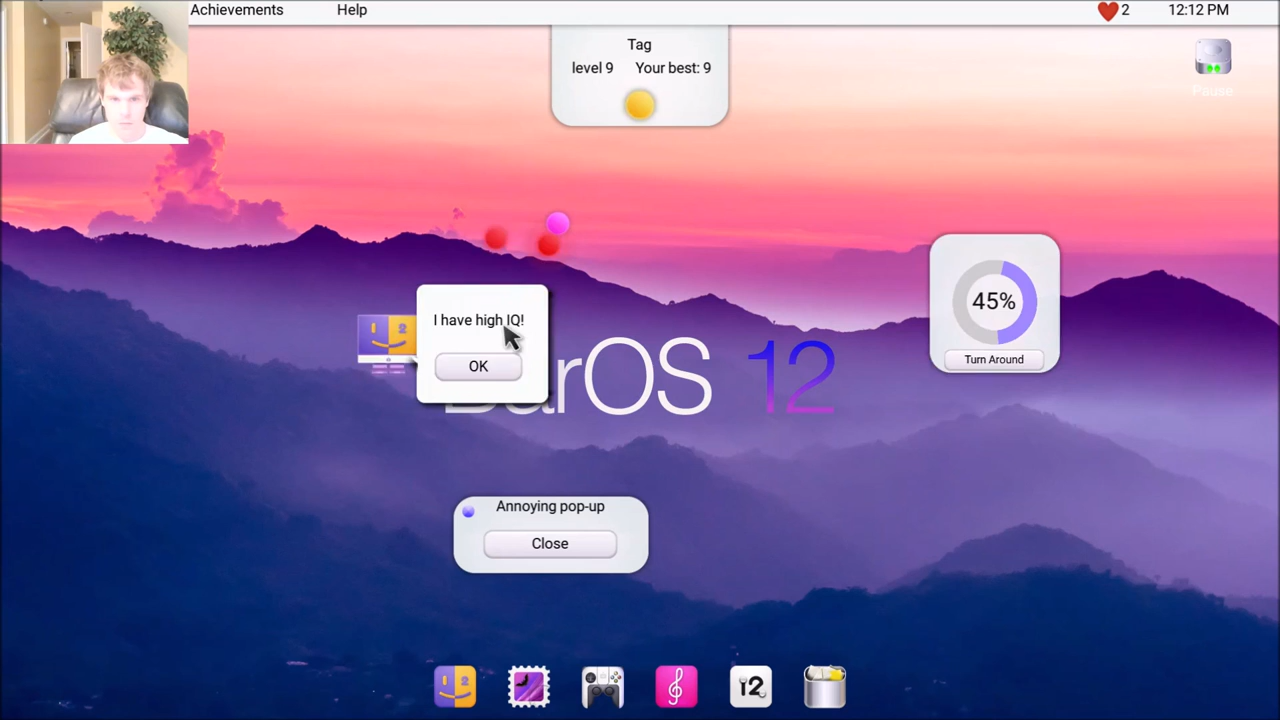 Achievements Help 2 12:12 PM
Tag
level 9 Your best: 9
Pause
45%
Turn Around
I have high IQ!
OK
arOS 12
Annoying pop-up
Close
12